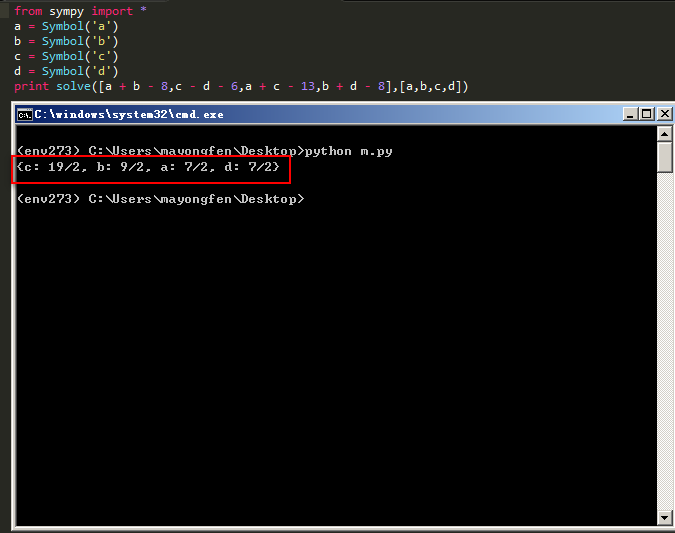 from sympy import *
a = Symbol('a')
b = Symbol('b')
c = Symbol('c')
d = Symbol('d')
print solve([a + b - 8,c - d - 6,a + c - 13,b + d - 8],[a,b,c,d])
C:\windows\system32\cmd.exe
(env273) C:\Users\mayongfen\Desktop>python m.py
{c: 19/2, b: 9/2, a: 7/2, d: 7/2}
(env273) C:\Users\mayongfen\Desktop>